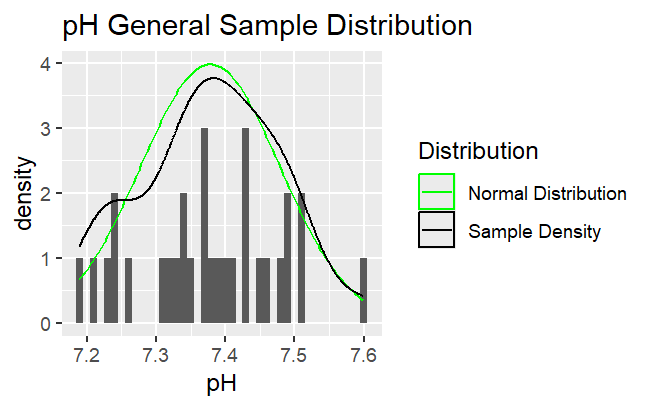 pH General Sample Distribution
density
4
3
2
1
0
7.2 7.3 7.4 7.5 7.6
pH
Distribution
Normal Distribution
Sample Density